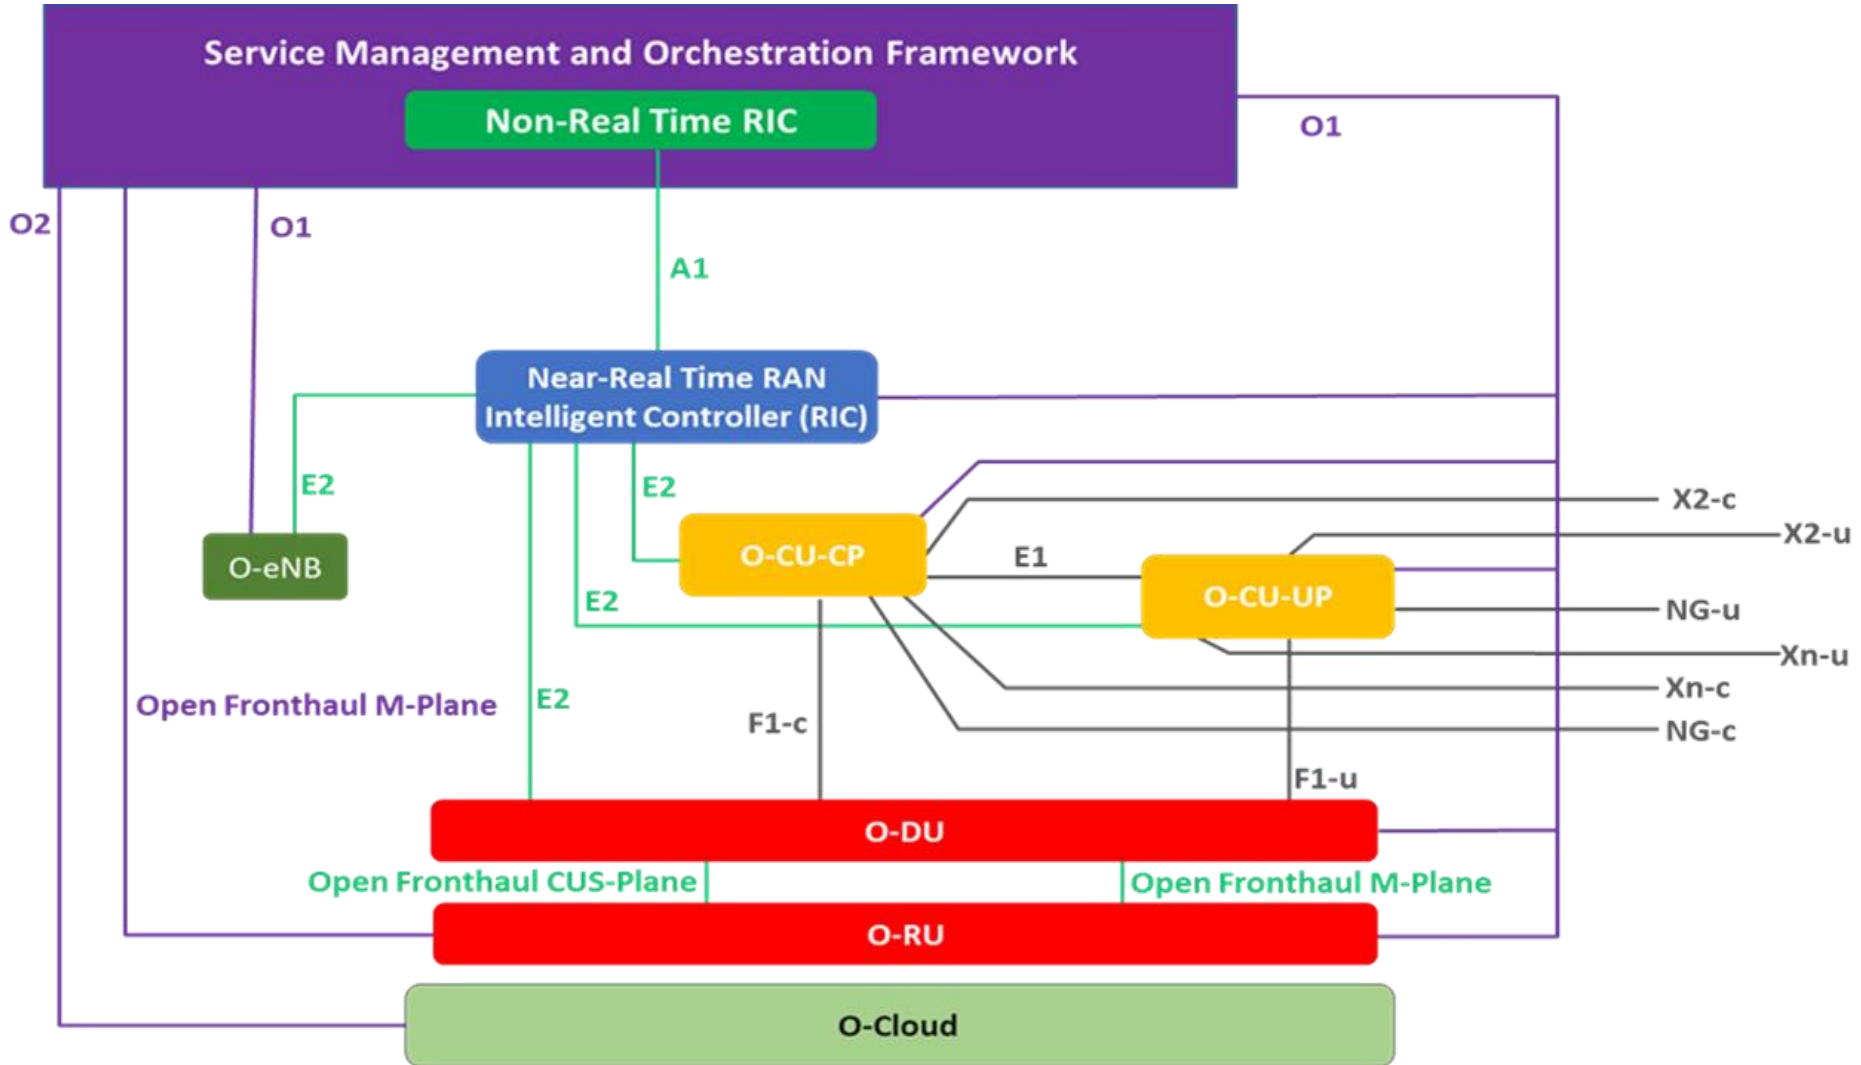 Service Management and Orchestration Framework
Non-Real Time RIC
O1
O2
O1
A1
Near-Real Time RAN
Intelligent Controller (RIC)
E2
E2
X2-c
X2-u
O-eNB
O-CU-CP
E1
O-CU-UP
E2
NG-u
Xn-u
Xn-c
Open Fronthaul M-Plane
E2
F1-c
NG-c
F1-u
O-DU
Open Fronthaul CUS-Plane
Open Fronthaul M-Plane
O-RU
O-Cloud